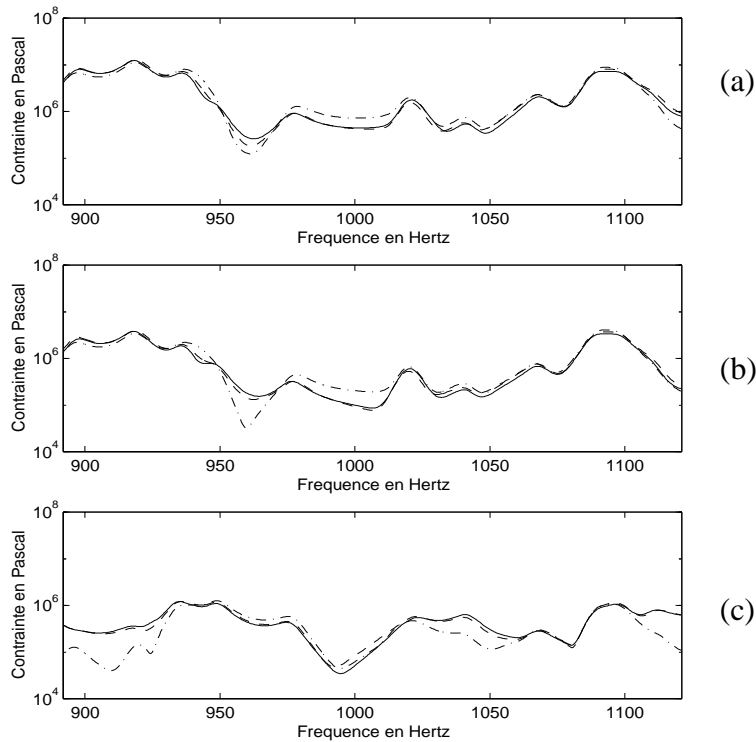 10^8
10^6
10^4
Contrainte en Pascal
900 950 1000 1050 1100
Frequence en Hertz
(a)
10^8
10^6
10^4
Contrainte en Pascal
900 950 1000 1050 1100
Frequence en Hertz
(b)
10^8
10^6
10^4
Contrainte en Pascal
900 950 1000 1050 1100
Frequence en Hertz
(c)